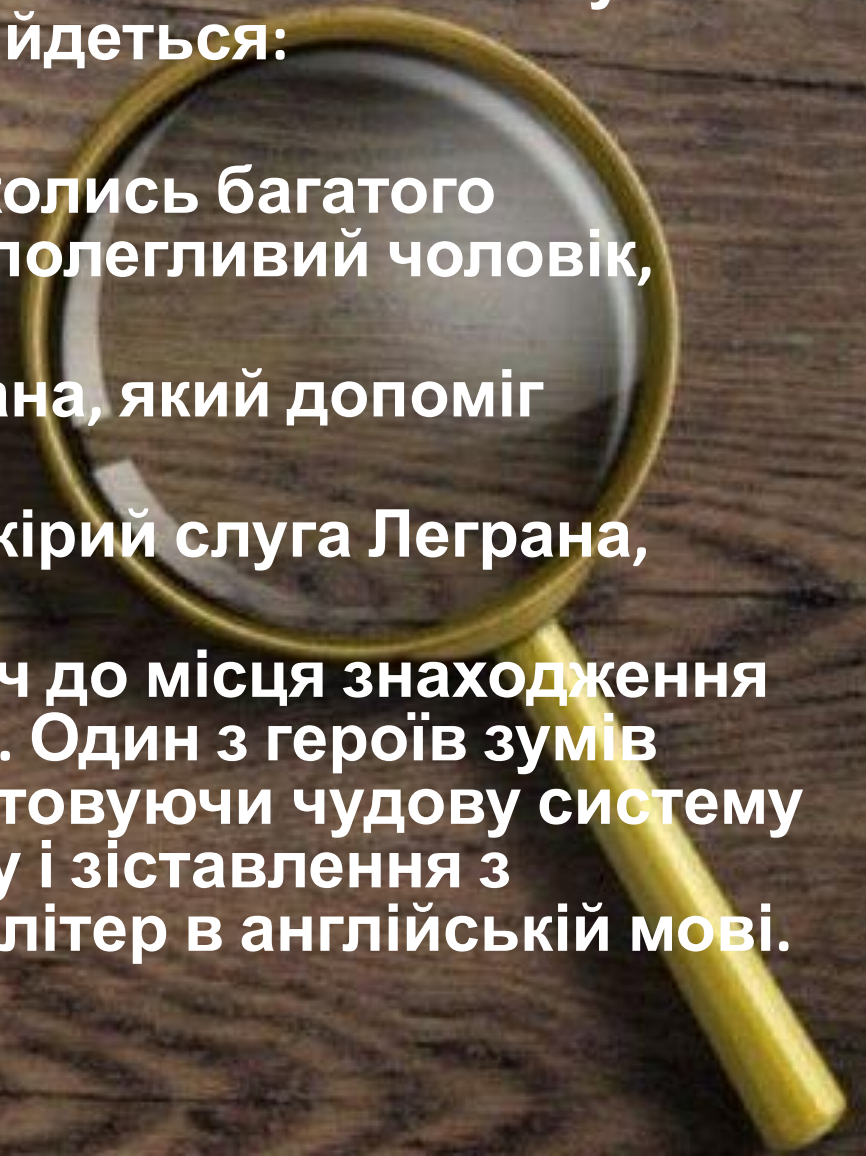 йдеться:
колись багатого
полегливий чоловік,
ана, який допоміг
кірий слуга Леграна,
ч до місця знаходження
. Один з героїв зумів
товуючи чудову систему
у і зіставлення з
літер в англійській мові.